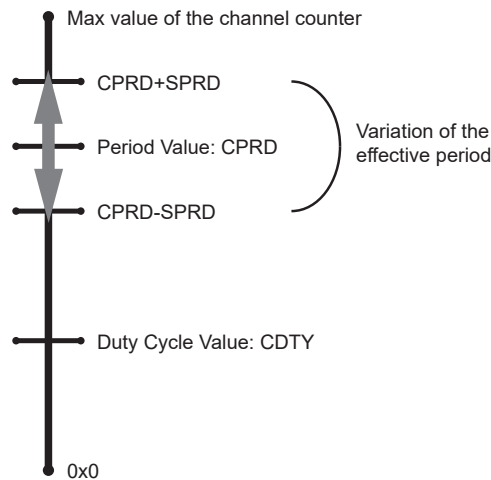 Max value of the channel counter
CPRD+SPRD
Period Value: CPRD
Variation of the
effective period
CPRD-SPRD
Duty Cycle Value: CDTY
0x0